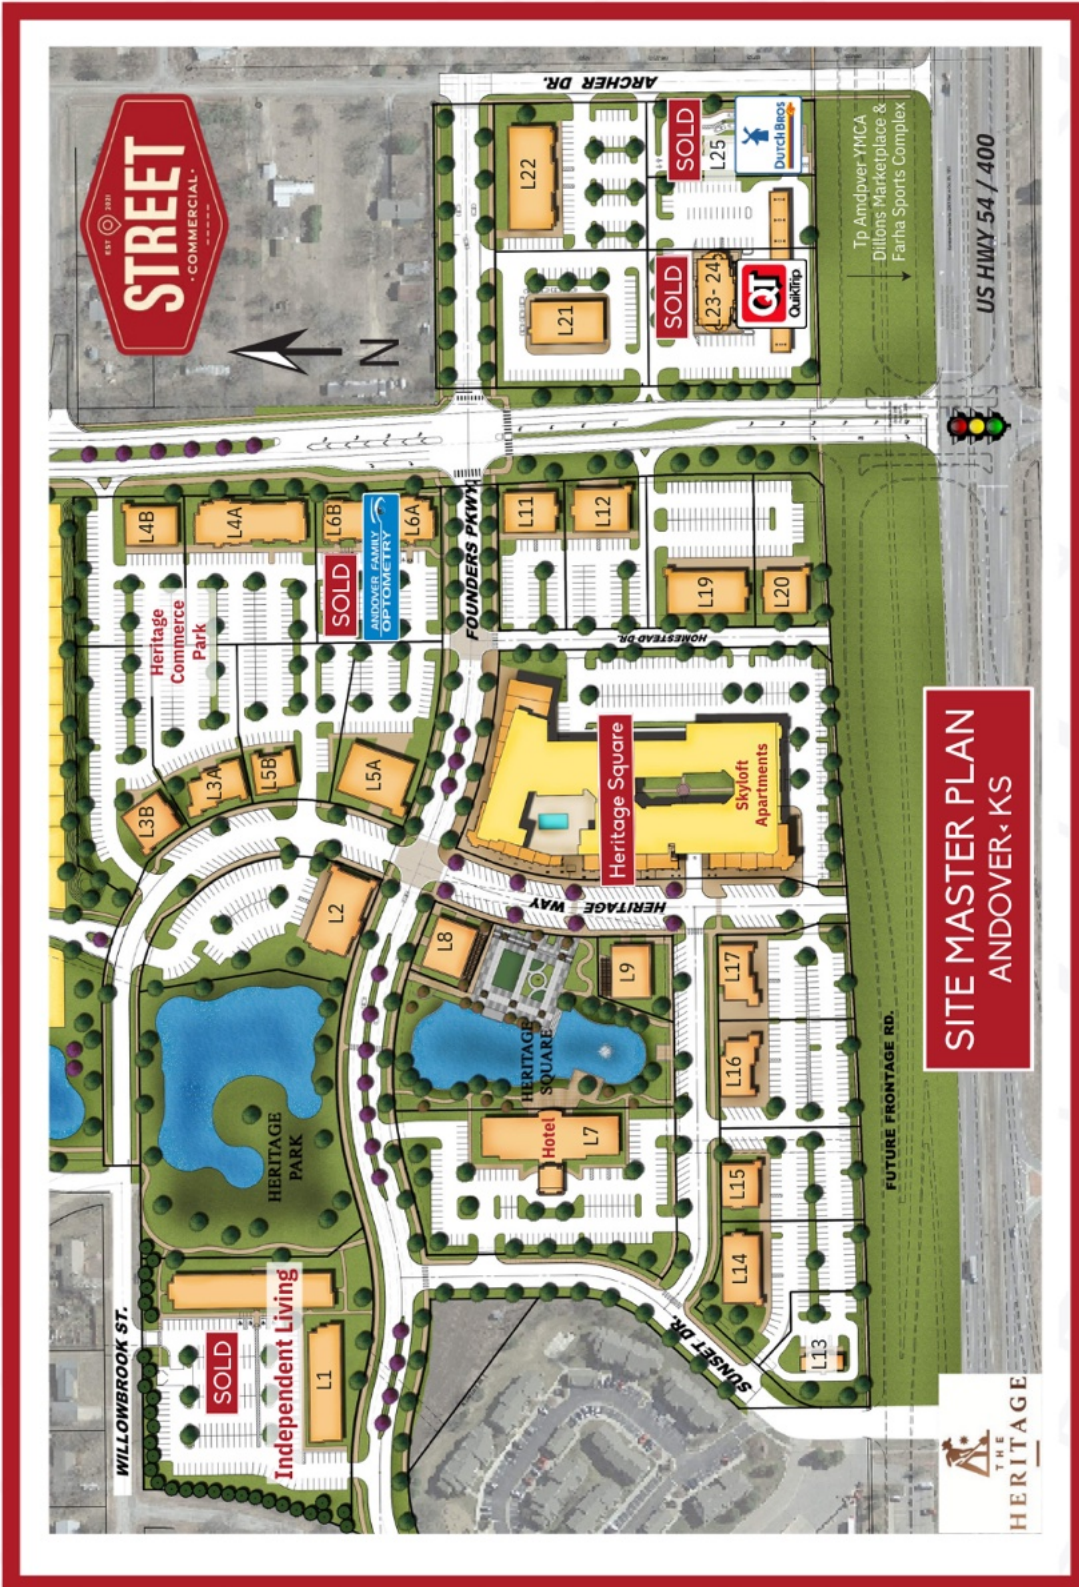 EST 2021
STREET
COMMERCIAL
N
ARCHER DR.
L22
SOLD
L25
DUTCH BROS
L21
SOLD
L23- 24
QT
QuikTrip
Tp Amdpver YMCA
Dillons Marketplace &
Farha Sports Complex
US HWY 54 / 400
L4B
L4A
L6B
L6A
SOLD
ANDOVER FAMILY
OPTOMETRY
FOUNDERS PKWY.
L11
L12
L19
L20
HOMESTEAD DR.
Heritage
Commerce
Park
L3B
L3A
L5B
L5A
Heritage Square
Skyloft
Apartments
L2
HERITAGE WAY
L8
L9
L17
HERITAGE
SQUARE
L16
HERITAGE
PARK
Hotel
L7
L15
L14
L13
FUTURE FRONTAGE RD.
SUNSET DR.
WILLOWBROOK ST.
SOLD
Independent Living
L1
SITE MASTER PLAN
ANDOVER, KS
THE
HERITAGE